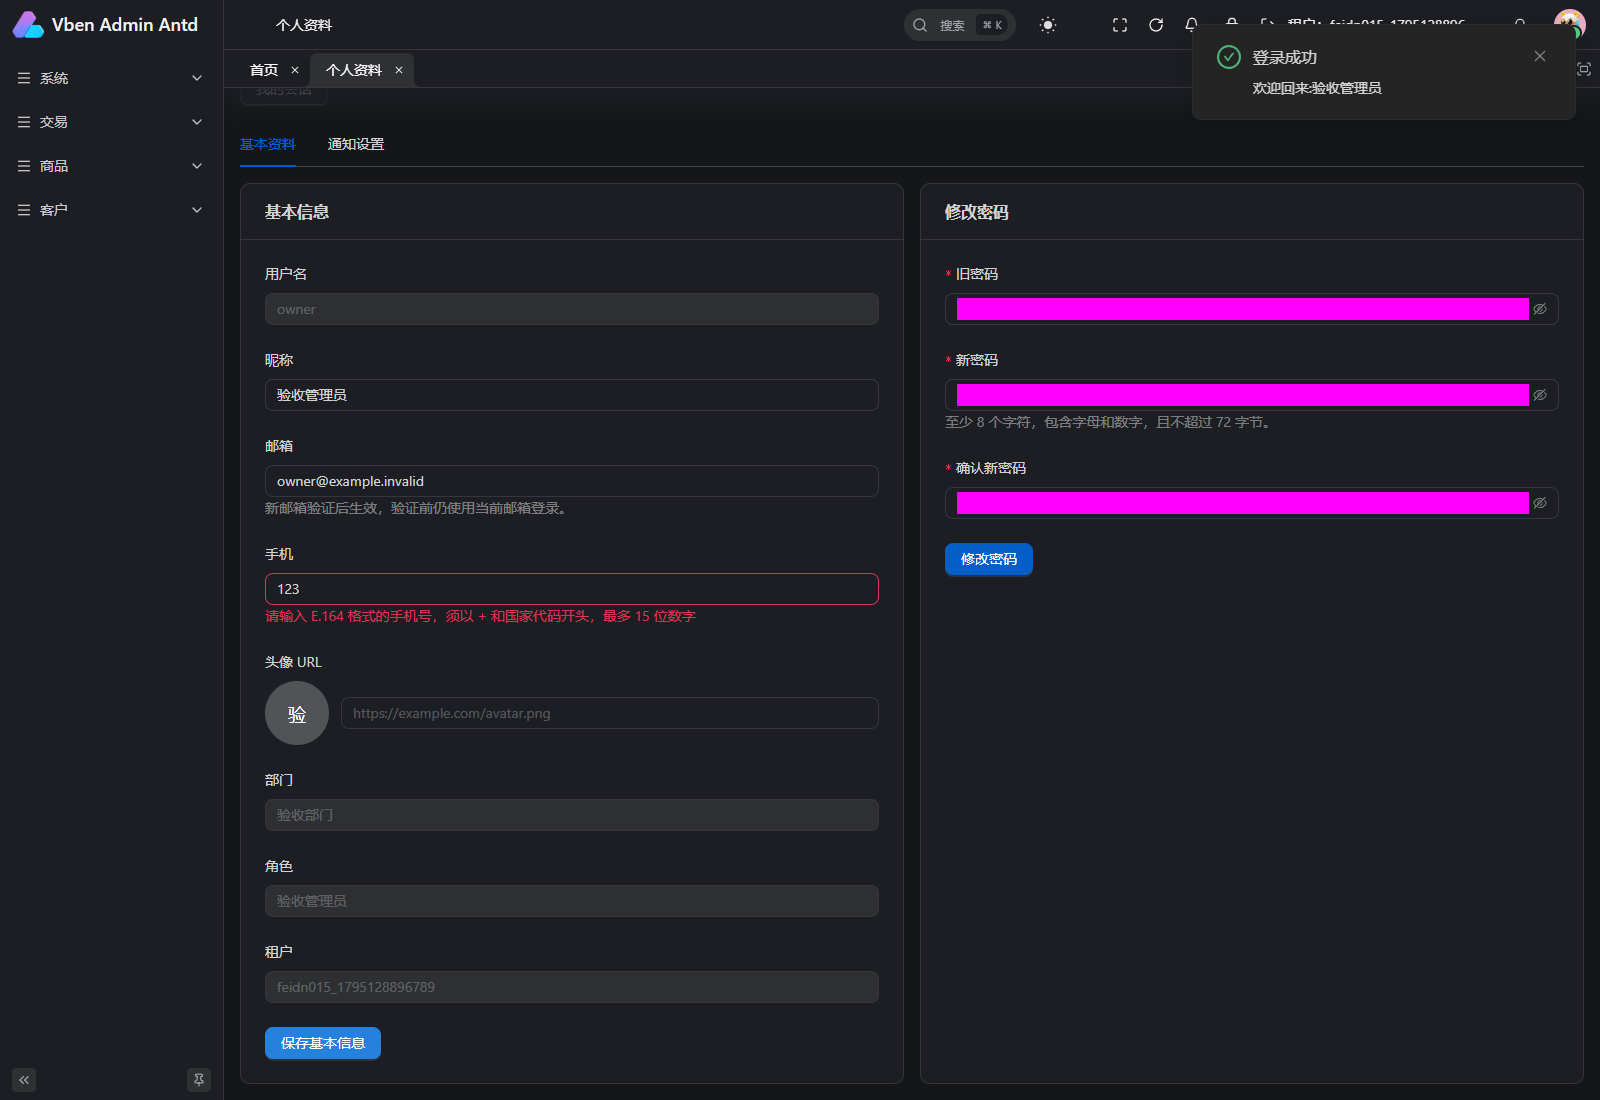 Vben Admin Antd
个人资料
搜索
⌘ K
系统
交易
商品
客户
首页
个人资料
登录成功
欢迎回来:验收管理员
我的会话
基本资料
通知设置
基本信息
用户名
owner
昵称
验收管理员
邮箱
owner@example.invalid
新邮箱验证后生效，验证前仍使用当前邮箱登录。
手机
123
请输入 E.164 格式的手机号，须以 + 和国家代码开头，最多 15 位数字
头像 URL
验
https://example.com/avatar.png
部门
验收部门
角色
验收管理员
租户
feidn015_1795128896789
保存基本信息
修改密码
* 旧密码
* 新密码
至少 8 个字符，包含字母和数字，且不超过 72 字节。
* 确认新密码
修改密码